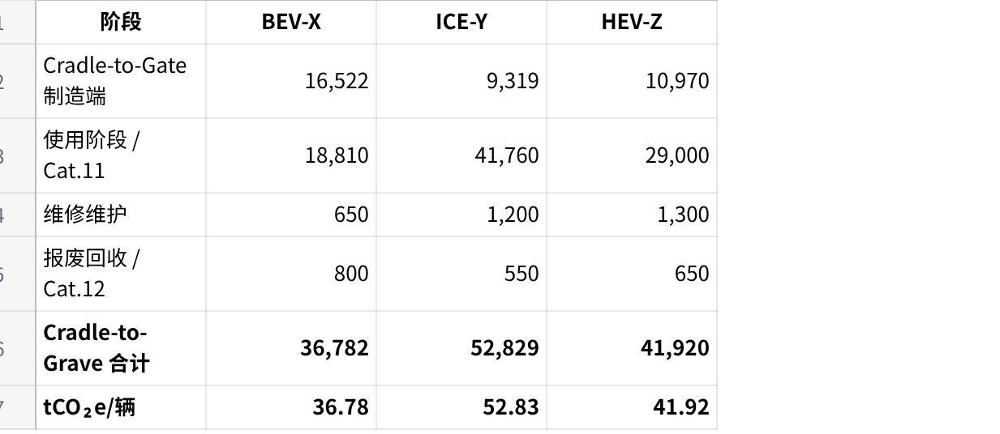 1 阶段 BEV-X ICE-Y HEV-Z
Cradle-to-Gate
2 制造端 16,522 9,319 10,970
使用阶段 /
3 Cat.11 18,810 41,760 29,000
4 维修维护 650 1,200 1,300
报废回收 /
5 Cat.12 800 550 650
Cradle-to-
6 Grave 合计 36,782 52,829 41,920
7 tCO₂e/辆 36.78 52.83 41.92